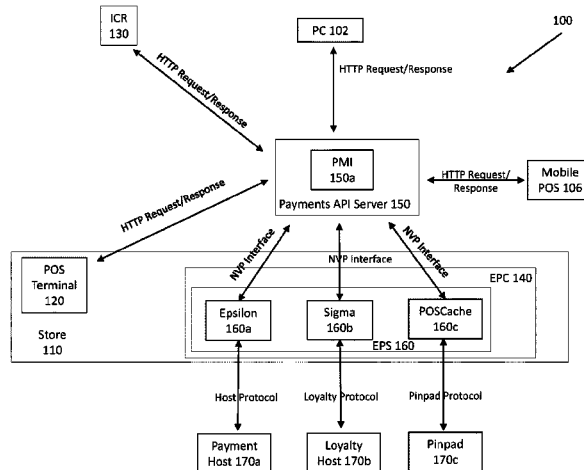 ICR
130
PC 102
100
HTTP Request/Response
HTTP Request/Response
PMI
150a
Payments API Server 150
HTTP Request/
Response
Mobile
POS 106
HTTP Request/Response
NVP Interface
NVP Interface
NVP Interface
POS
Terminal
120
EPC 140
Epsilon
160a
Sigma
160b
POSCache
160c
EPS 160
Store
110
Host Protocol
Loyalty Protocol
Pinpad Protocol
Payment
Host 170a
Loyalty
Host 170b
Pinpad
170c